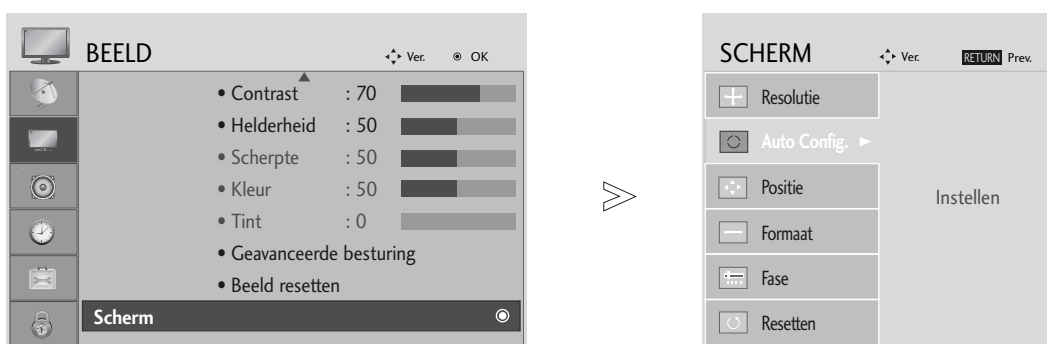 BEELD
Ver.
OK
• Contrast : 70
• Helderheid : 50
• Scherpte : 50
• Kleur : 50
• Tint : 0
• Geavanceerde besturing
• Beeld resetten
Scherm
SCHERM
Ver.
RETURN Prev.
Resolutie
Auto Config. ►
Positie
Formaat
Fase
Resetten
Instellen